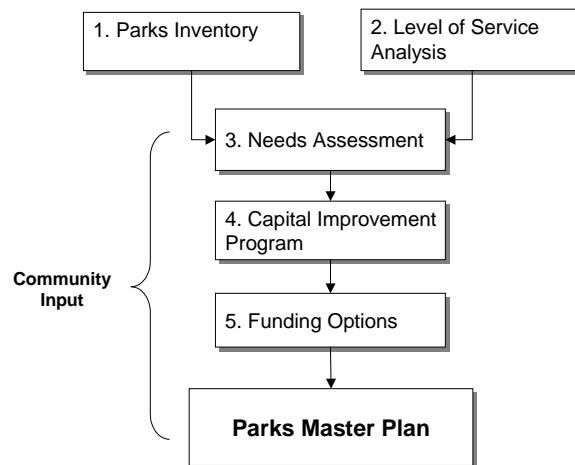 1. Parks Inventory
2. Level of Service
Analysis
3. Needs Assessment
4. Capital Improvement
Program
Community
Input
5. Funding Options
Parks Master Plan